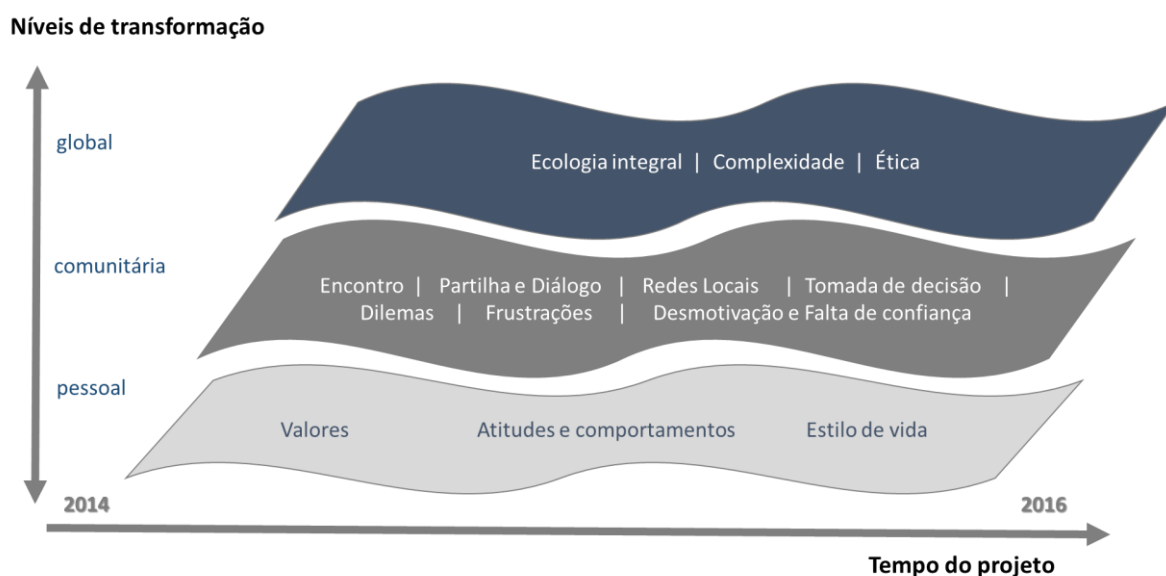 Níveis de transformação
global
Ecologia integral | Complexidade | Ética
comunitária
Encontro | Partilha e Diálogo | Redes Locais | Tomada de decisão |
Dilemas | Frustrações | Desmotivação e Falta de confiança
pessoal
Valores Atitudes e comportamentos Estilo de vida
2014 2016
Tempo do projeto